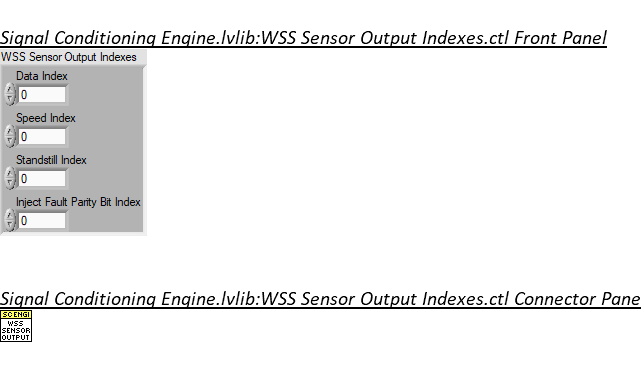 Signal Conditioning Engine.lvlib:WSS Sensor Output Indexes.ctl Front Panel
WSS Sensor Output Indexes
Data Index
0
Speed Index
0
Standstill Index
0
Inject Fault Parity Bit Index
0
Signal Conditioning Engine.lvlib:WSS Sensor Output Indexes.ctl Connector Pane
SCENGI
WSS
SENSOR
OUTPUT